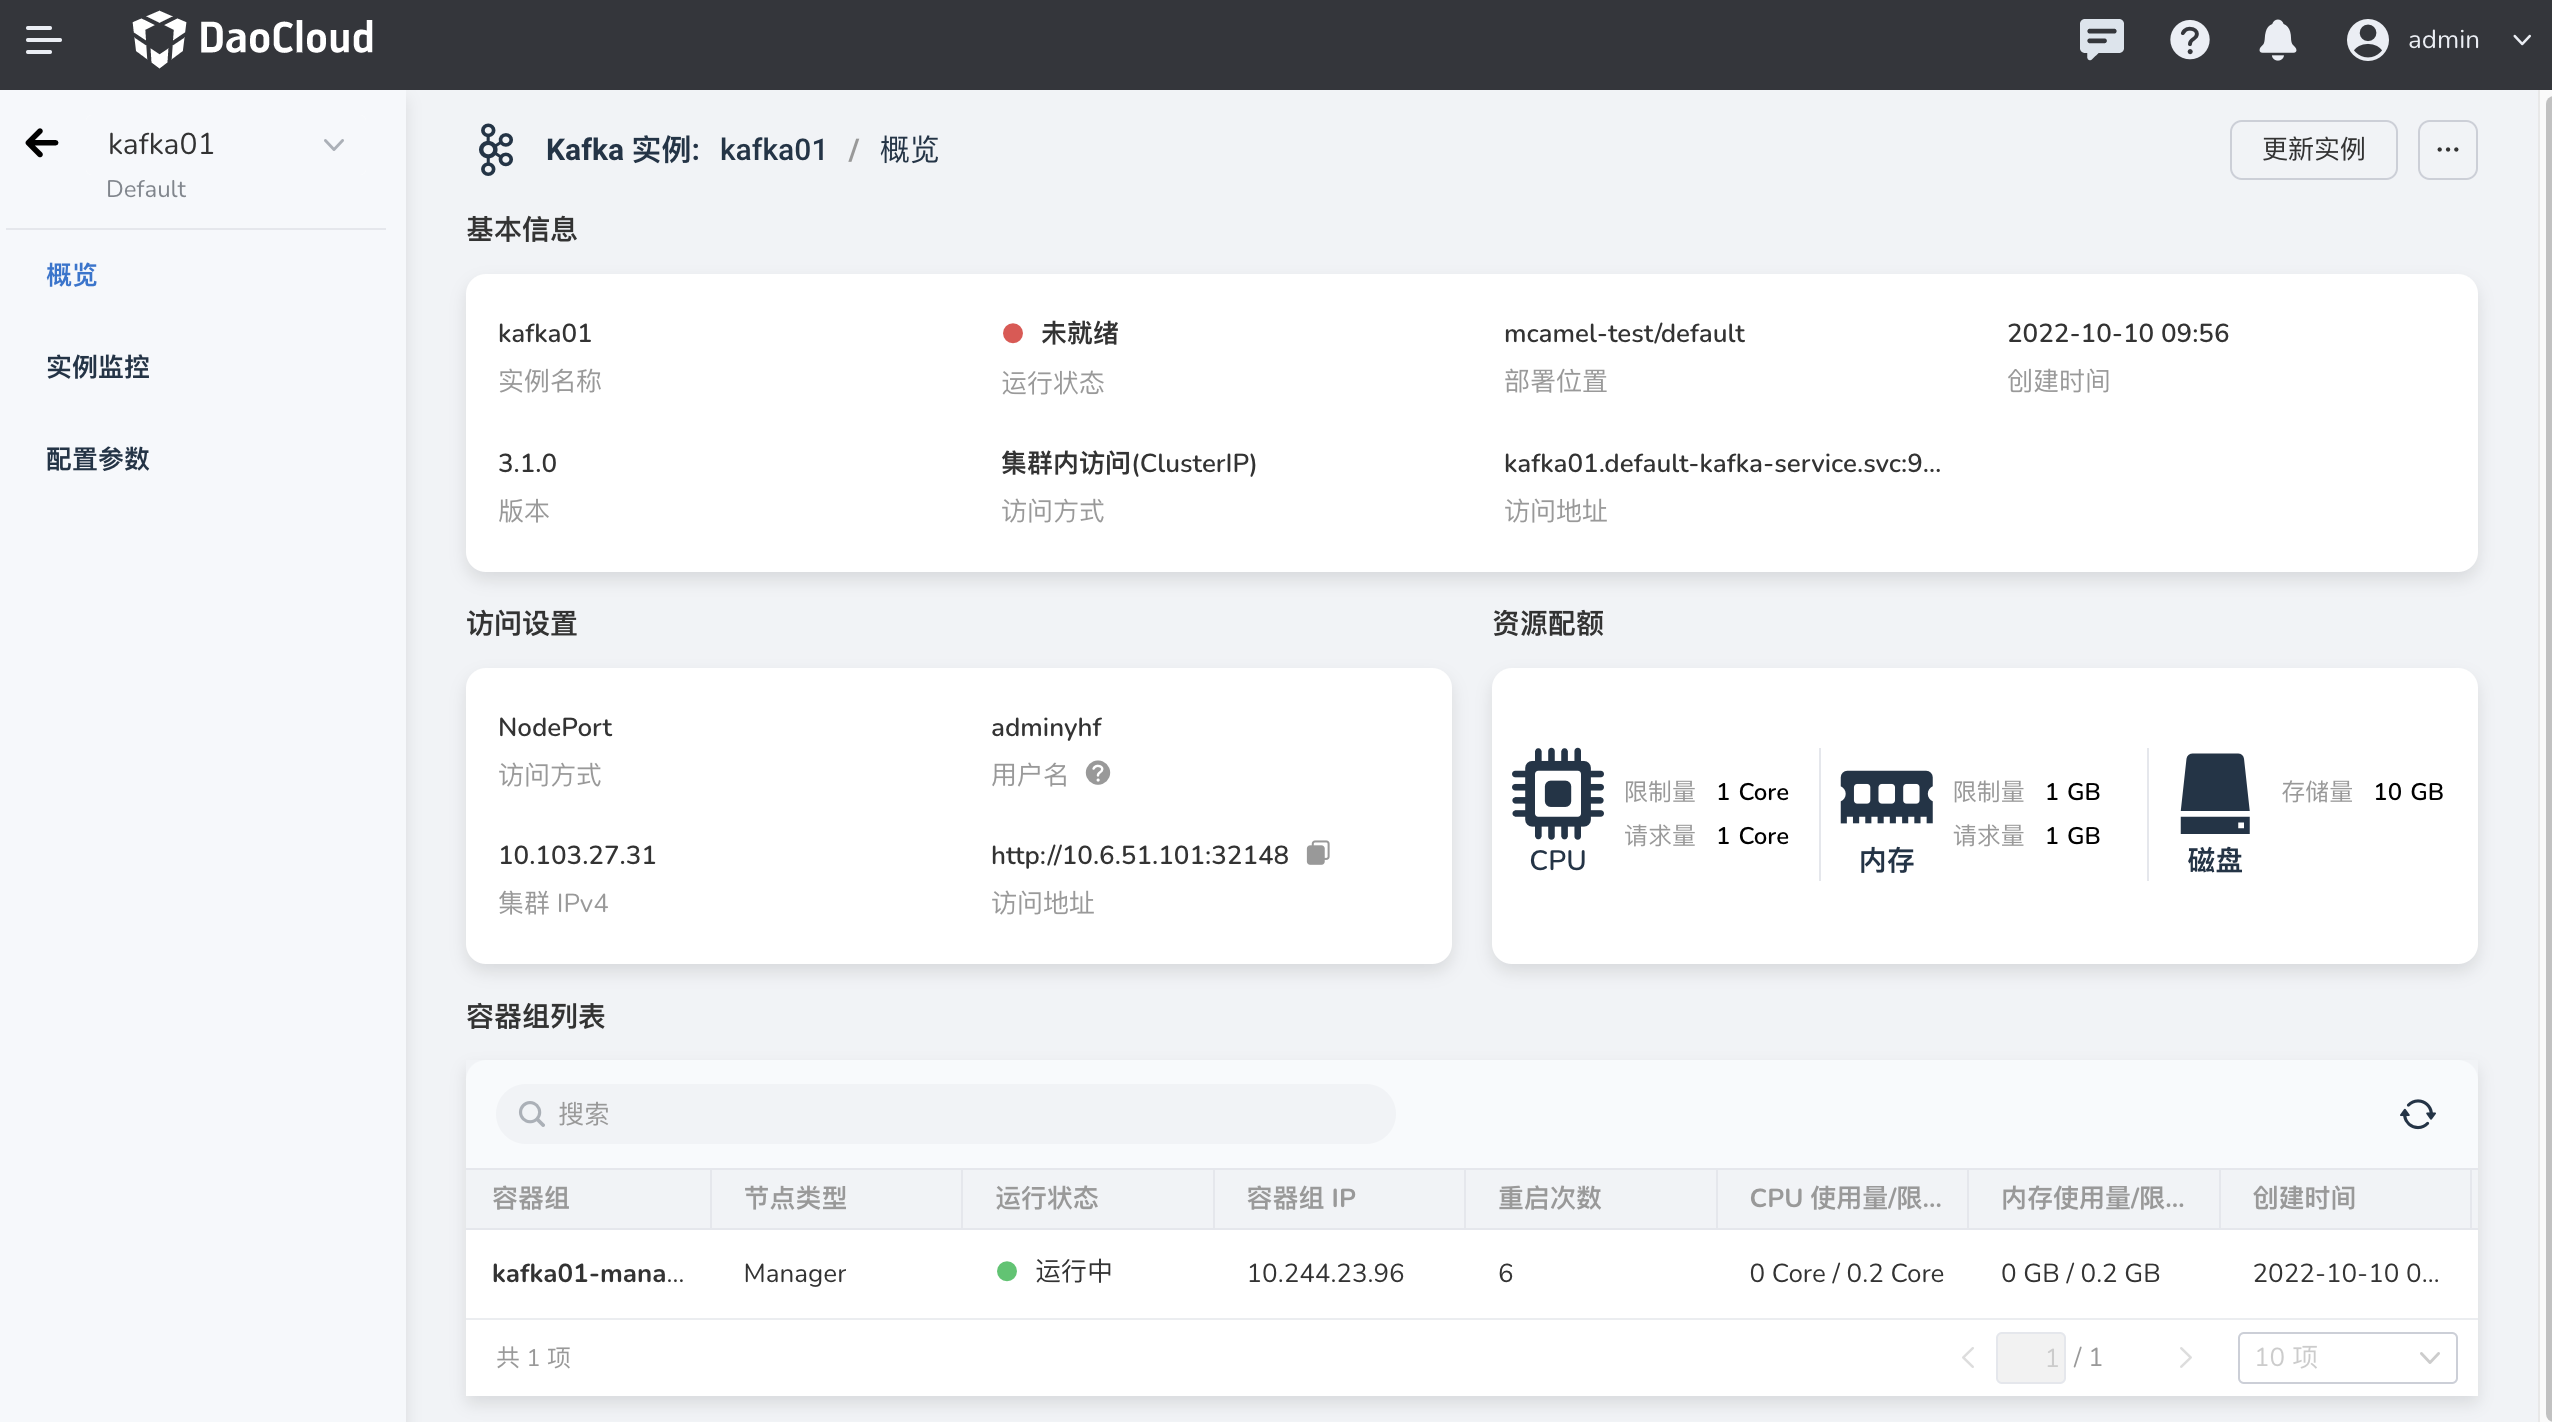 DaoCloud
admin
kafka01
Default
概览
实例监控
配置参数
Kafka 实例: kafka01 / 概览
更新实例
...
基本信息
kafka01
实例名称
未就绪
运行状态
mcamel-test/default
部署位置
2022-10-10 09:56
创建时间
3.1.0
版本
集群内访问(ClusterIP)
访问方式
kafka01.default-kafka-service.svc:9...
访问地址
访问设置
NodePort
访问方式
adminyhf
用户名
10.103.27.31
集群 IPv4
http://10.6.51.101:32148
访问地址
资源配额
CPU
限制量 1 Core
请求量 1 Core
内存
限制量 1 GB
请求量 1 GB
磁盘
存储量 10 GB
容器组列表
搜索
容器组 节点类型 运行状态 容器组 IP 重启次数 CPU 使用量/限... 内存使用量/限... 创建时间
kafka01-mana... Manager 运行中 10.244.23.96 6 0 Core / 0.2 Core 0 GB / 0.2 GB 2022-10-10 0...
共 1 项
1 / 1
10 项